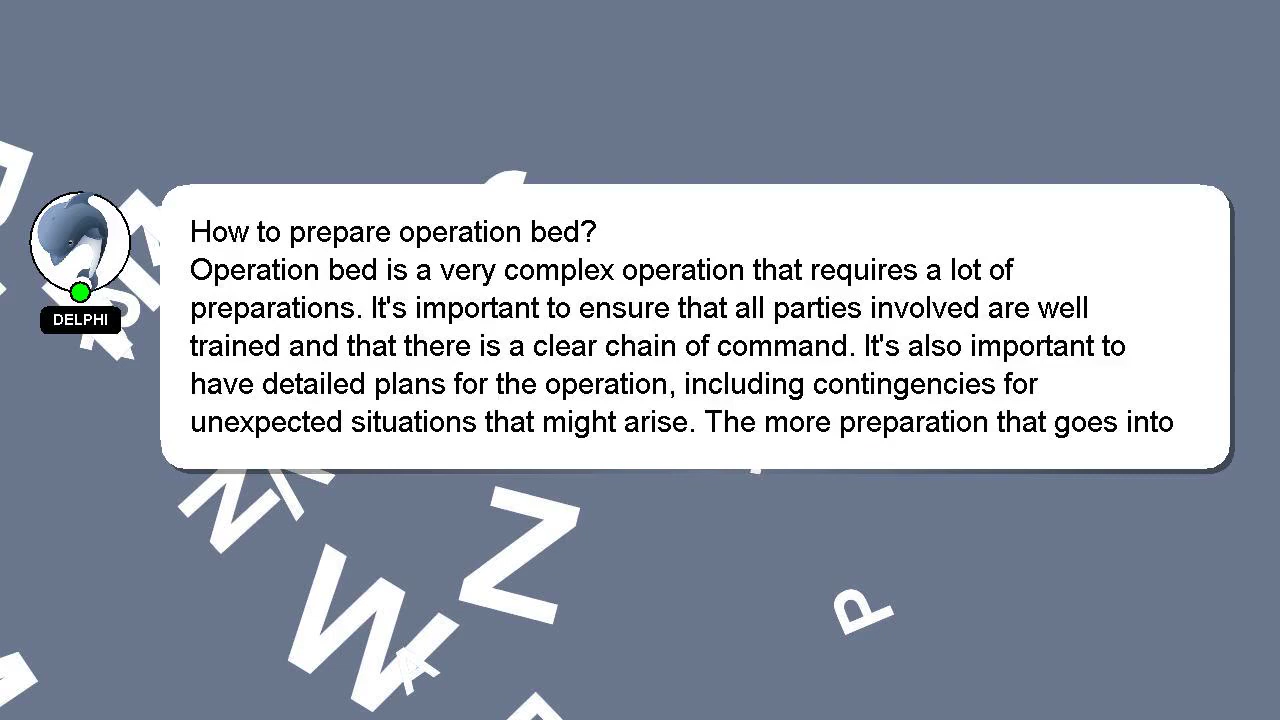 How to prepare operation bed?
Operation bed is a very complex operation that requires a lot of
preparations. It's important to ensure that all parties involved are well
trained and that there is a clear chain of command. It's also important to
have detailed plans for the operation, including contingencies for
unexpected situations that might arise. The more preparation that goes into
DELPHI
N
Z
W
A
P